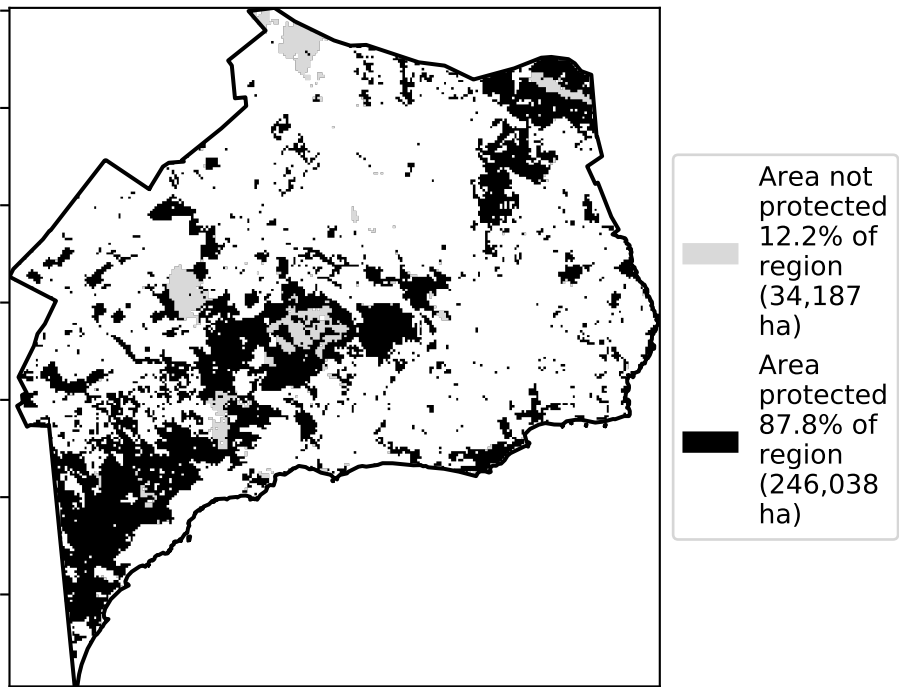 Area not
protected
12.2% of
region
(34,187
ha)
Area
protected
87.8% of
region
(246,038
ha)